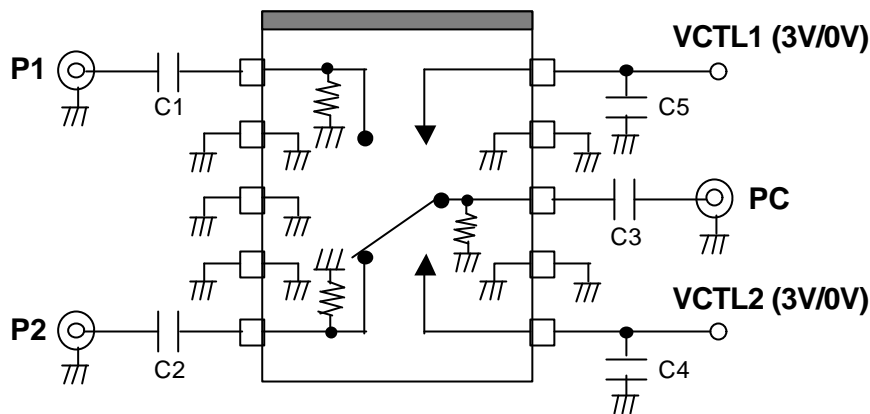 VCTL1 (3V/0V)
P1
C1
C5
PC
C3
VCTL2 (3V/0V)
P2
C2
C4